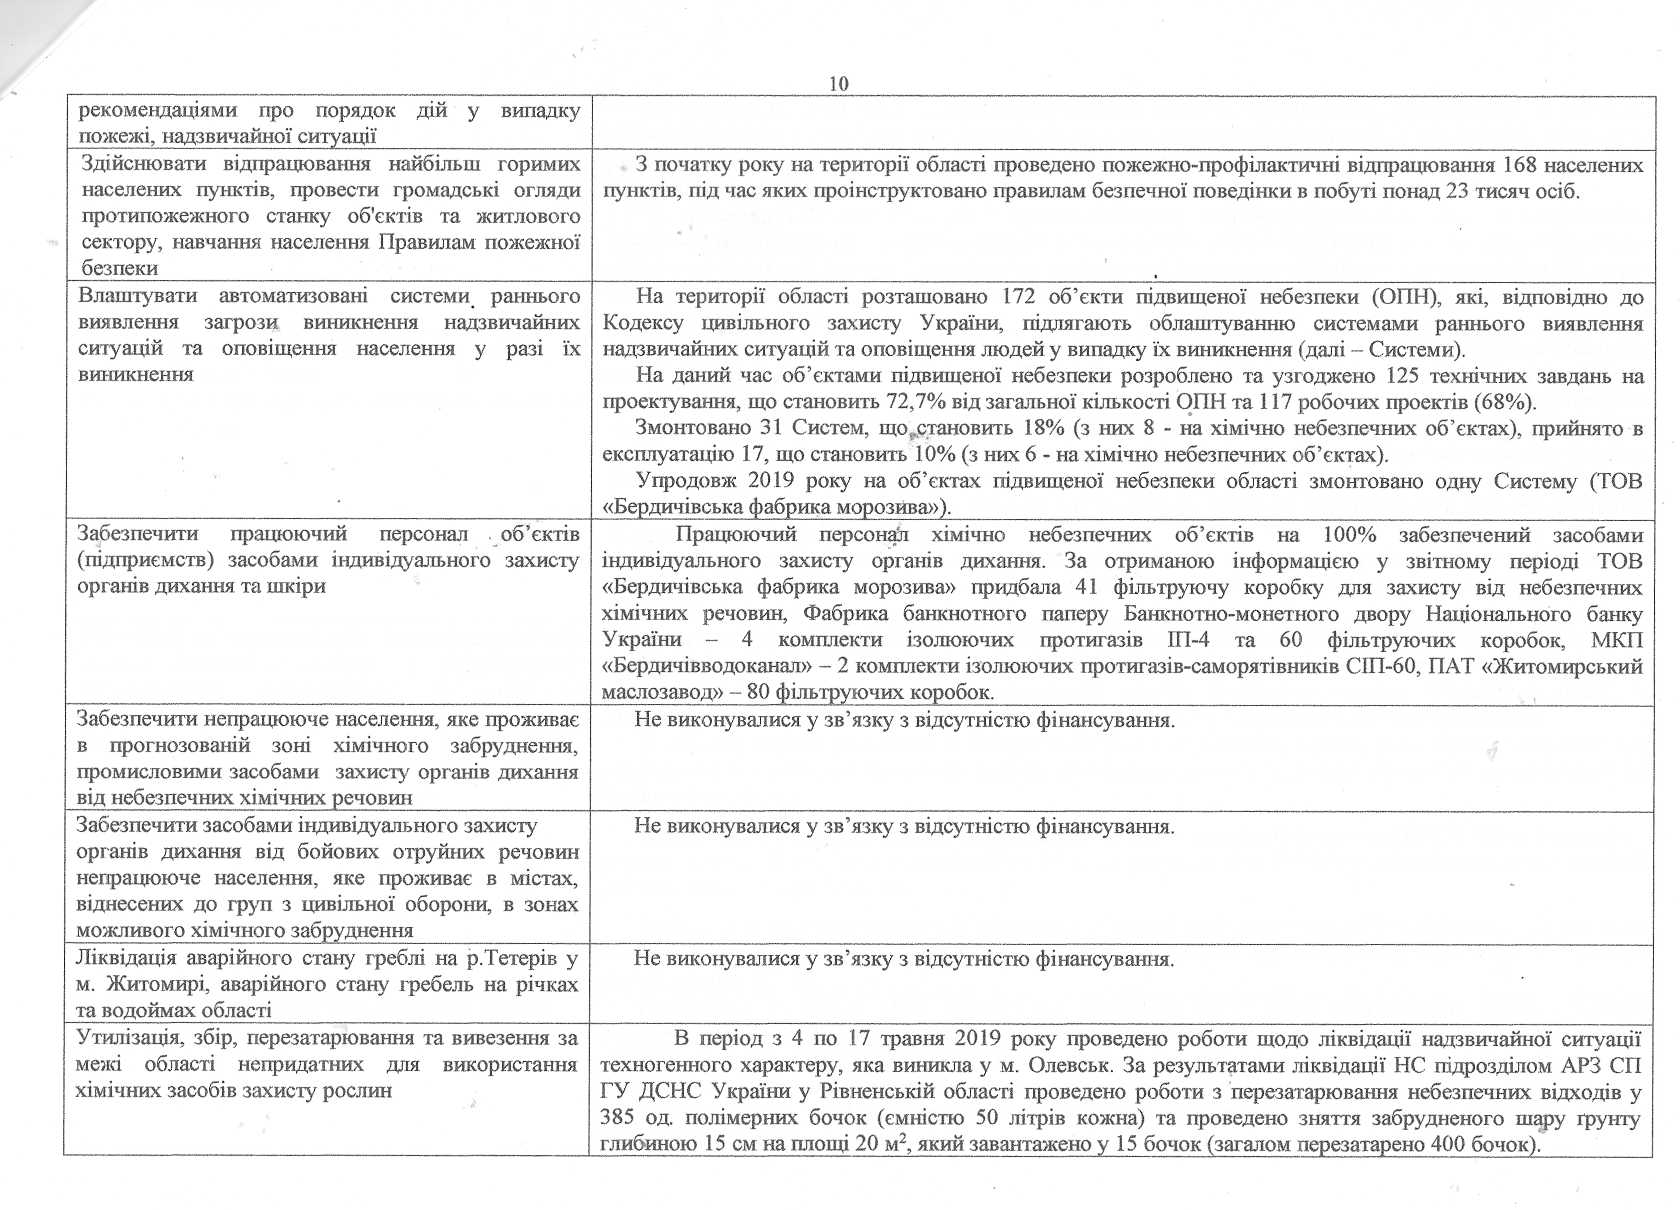 10
рекомендаціями про порядок дій у випадку
пожежі, надзвичайної ситуації
Здійснювати відпрацювання найбільш горимих
населених пунктів, провести громадські огляди
протипожежного станку об'єктів та житлового
сектору, навчання населення Правилам пожежної
безпеки
З початку року на території області проведено пожежно-профілактичні відпрацювання 168 населених
пунктів, під час яких проінструктовано правилам безпечної поведінки в побуті понад 23 тисяч осіб.
Влаштувати автоматизовані системи раннього
виявлення загрози виникнення надзвичайних
ситуацій та оповіщення населення у разі їх
виникнення
На території області розташовано 172 об’єкти підвищеної небезпеки (ОПН), які, відповідно до
Кодексу цивільного захисту України, підлягають облаштуванню системами раннього виявлення
надзвичайних ситуацій та оповіщення людей у випадку їх виникнення (далі – Системи).
На даний час об’єктами підвищеної небезпеки розроблено та узгоджено 125 технічних завдань на
проектування, що становить 72,7% від загальної кількості ОПН та 117 робочих проектів (68%).
Змонтовано 31 Систем, що становить 18% (з них 8 - на хімічно небезпечних об’єктах), прийнято в
експлуатацію 17, що становить 10% (з них 6 - на хімічно небезпечних об’єктах).
Упродовж 2019 року на об’єктах підвищеної небезпеки області змонтовано одну Систему (ТОВ
«Бердичівська фабрика морозива»).
Забезпечити працюючий персонал об’єктів
(підприємств) засобами індивідуального захисту
органів дихання та шкіри
Працюючий персонал хімічно небезпечних об’єктів на 100% забезпечений засобами
індивідуального захисту органів дихання. За отриманою інформацією у звітному періоді ТОВ
«Бердичівська фабрика морозива» придбала 41 фільтруючу коробку для захисту від небезпечних
хімічних речовин, Фабрика банкнотного паперу Банкнотно-монетного двору Національного банку
України – 4 комплекти ізолюючих протигазів ІП-4 та 60 фільтруючих коробок, МКП
«Бердичівводоканал» – 2 комплекти ізолюючих протигазів-саморятівників СІП-60, ПАТ «Житомирський
маслозавод» – 80 фільтруючих коробок.
Забезпечити непрацююче населення, яке проживає
в прогнозованій зоні хімічного забруднення,
промисловими засобами захисту органів дихання
від небезпечних хімічних речовин
Не виконувалися у зв’язку з відсутністю фінансування.
Забезпечити засобами індивідуального захисту
органів дихання від бойових отруйних речовин
непрацююче населення, яке проживає в містах,
віднесених до груп з цивільної оборони, в зонах
можливого хімічного забруднення
Не виконувалися у зв’язку з відсутністю фінансування.
Ліквідація аварійного стану греблі на р.Тетерів у
м. Житомирі, аварійного стану гребель на річках
та водоймах області
Не виконувалися у зв’язку з відсутністю фінансування.
Утилізація, збір, перезатарювання та вивезення за
межі області непридатних для використання
хімічних засобів захисту рослин
В період з 4 по 17 травня 2019 року проведено роботи щодо ліквідації надзвичайної ситуації
техногенного характеру, яка виникла у м. Олевськ. За результатами ліквідації НС підрозділом АРЗ СП
ГУ ДСНС України у Рівненській області проведено роботи з перезатарювання небезпечних відходів у
385 од. полімерних бочок (ємністю 50 літрів кожна) та проведено зняття забрудненого шару ґрунту
глибиною 15 см на площі 20 м², який завантажено у 15 бочок (загалом перезатарено 400 бочок).